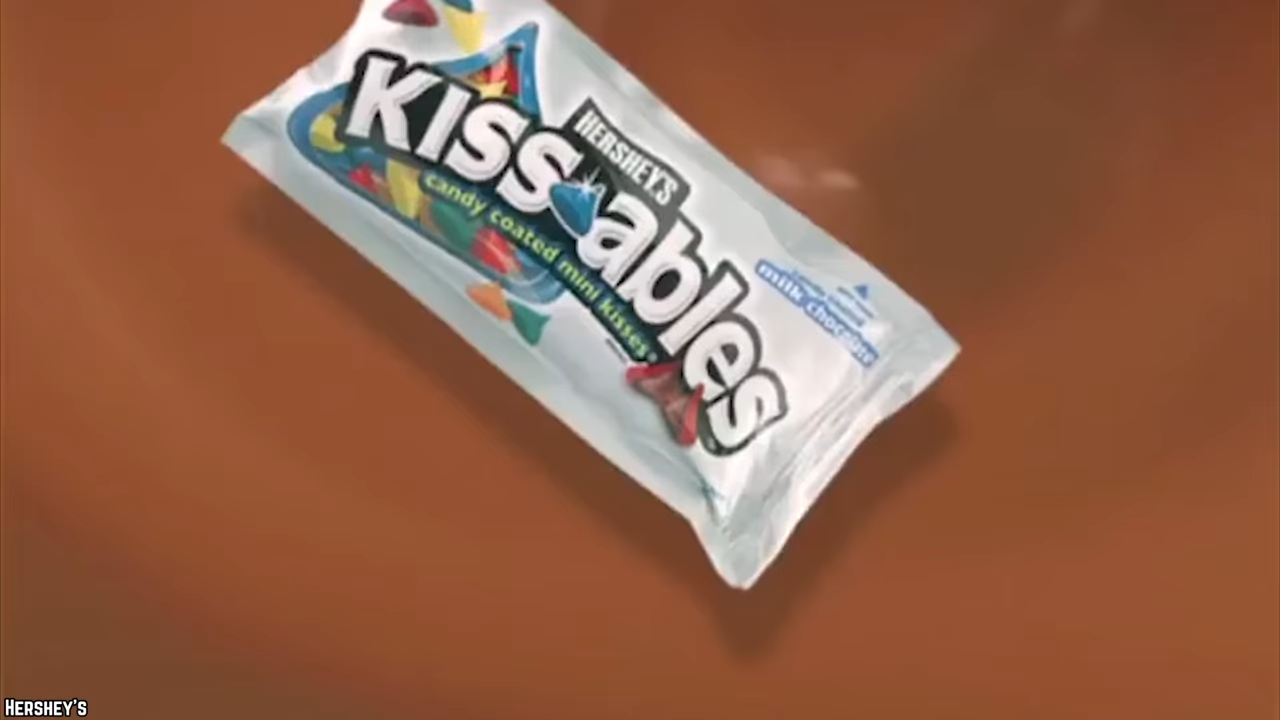 HERSHEY'S
KISSables
candy coated mini kisses
milk chocolate
HERSHEY'S